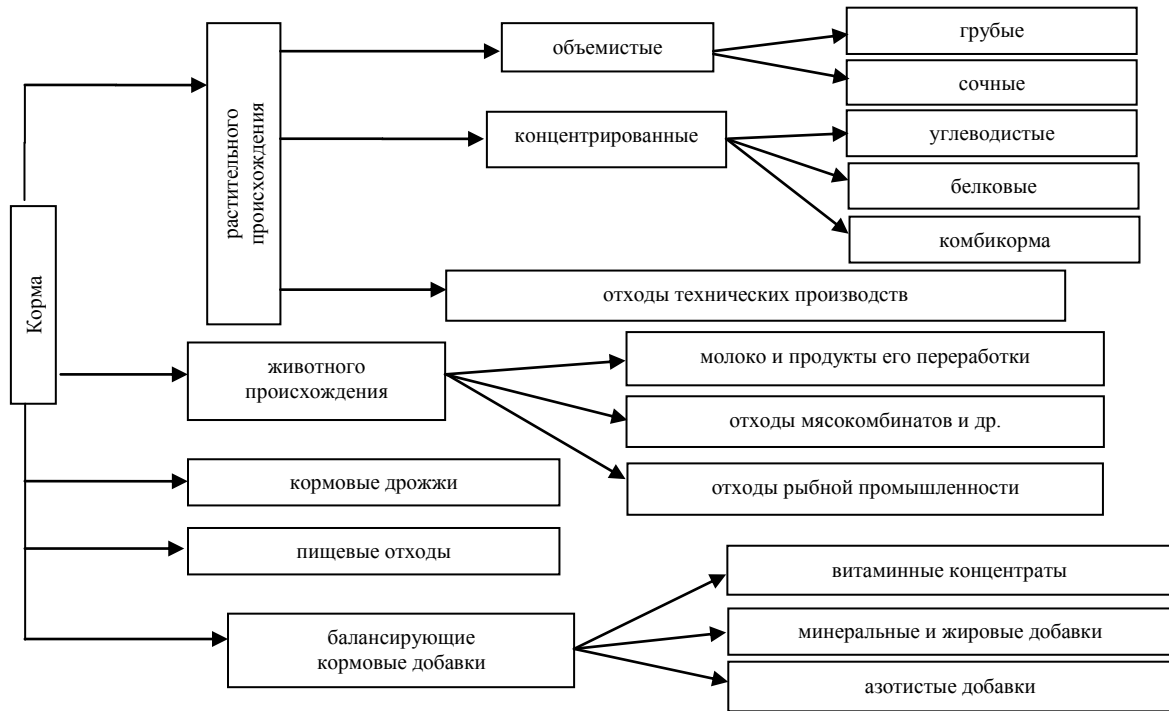 Корма
растительного
происхождения
объемистые
грубые
сочные
концентрированные
углеводистые
белковые
комбикорма
отходы технических производств
животного
происхождения
молоко и продукты его переработки
отходы мясокомбинатов и др.
отходы рыбной промышленности
кормовые дрожжи
пищевые отходы
балансирующие
кормовые добавки
витаминные концентраты
минеральные и жировые добавки
азотистые добавки